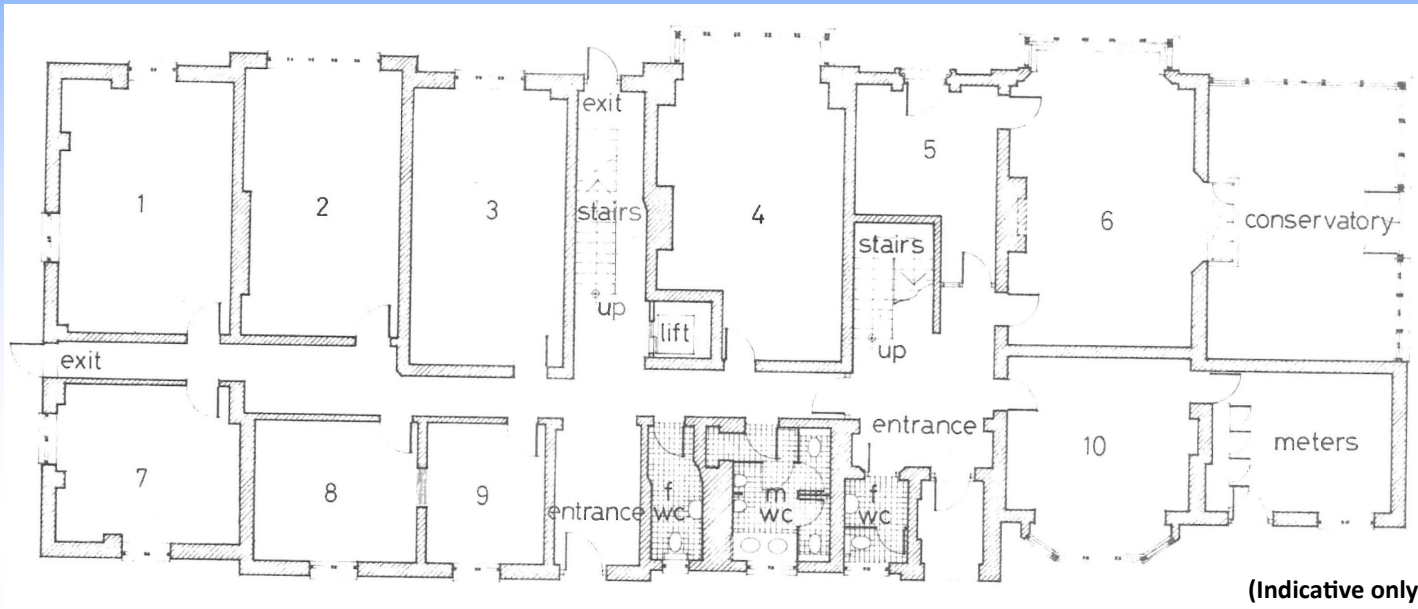 exit
1
2
3
stairs
4
5
6
conservatory
stairs
up
lift
up
exit
entrance
7
8
9
entrance
f
wc
m
wc
f
wc
10
meters
(Indicative only